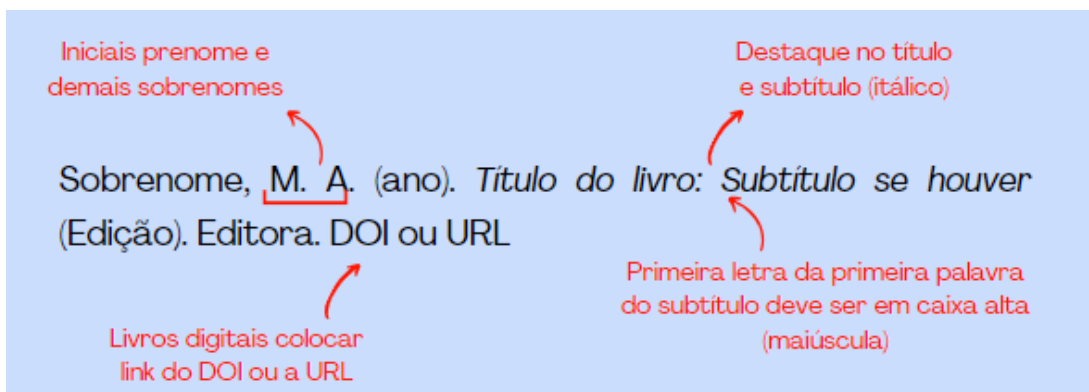 Iniciais prenome e
demais sobrenomes
Destaque no título
e subtítulo (itálico)
Sobrenome, M. A. (ano). Título do livro: Subtítulo se houver
(Edição). Editora. DOI ou URL
Primeira letra da primeira palavra
do subtítulo deve ser em caixa alta
(maiúscula)
Livros digitais colocar
link do DOI ou a URL